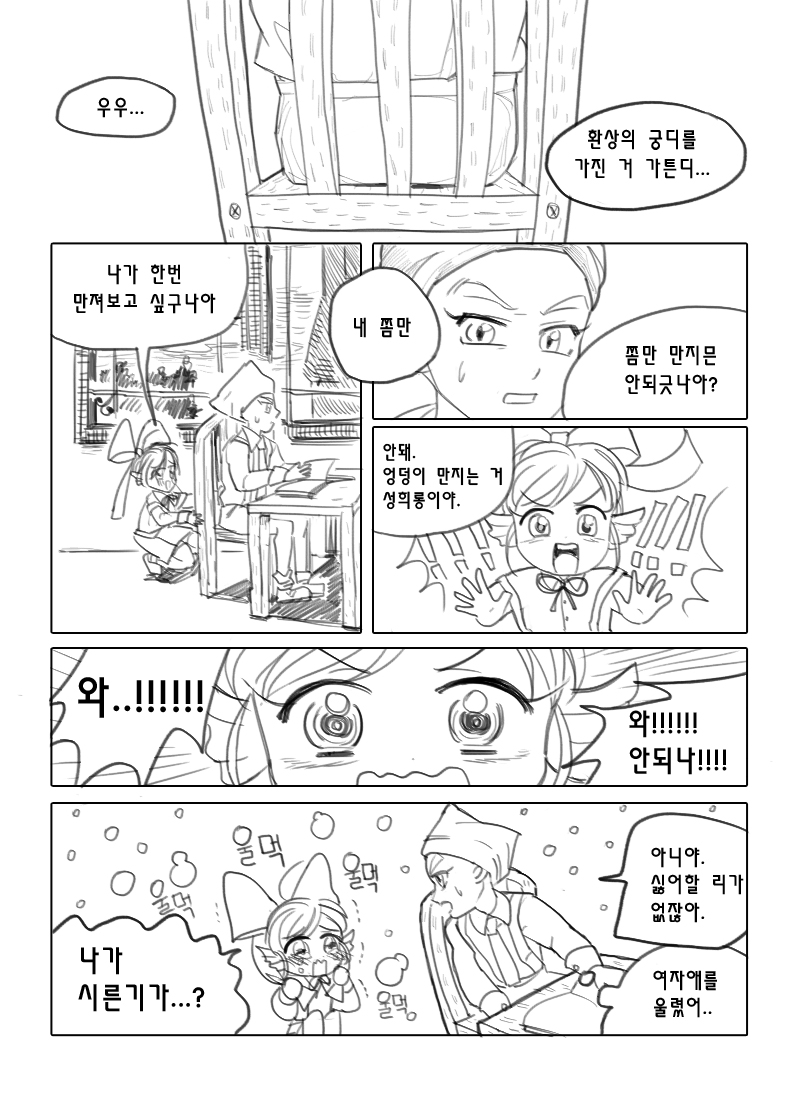 우우...
환상의 궁디를
가진 거 가튼디...
나가 한번
만져보고 싶구나아
내 쫌만
쫌만 만지믄
안되긋나아?
안돼.
엉덩이 만지는 거
성희롱이야.
!!!
!!!
와..!!!!!!
와!!!!!!
안되나!!!!
울먹
울먹
울먹
울먹
나가
시른기가...?
아니야.
싫어할 리가
없잖아.
여자애를
울렸어..